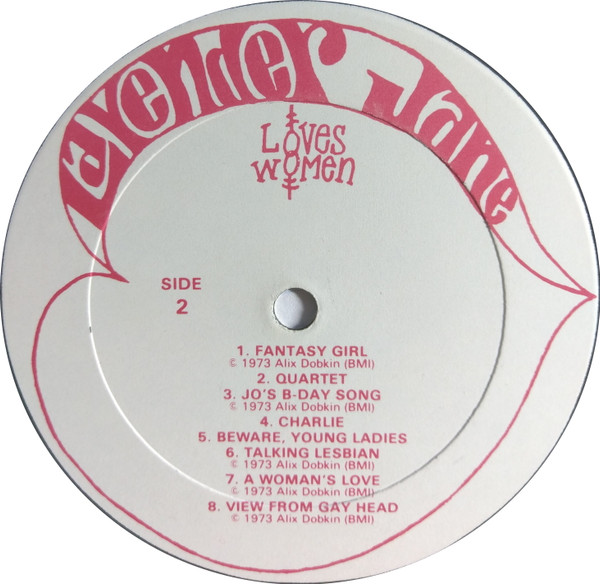 Lavender Jane
Loves
Women
SIDE
2
1. FANTASY GIRL
© 1973 Alix Dobkin (BMI)
2. QUARTET
3. JO'S B-DAY SONG
© 1973 Alix Dobkin (BMI)
4. CHARLIE
5. BEWARE, YOUNG LADIES
6. TALKING LESBIAN
© 1973 Alix Dobkin (BMI)
7. A WOMAN'S LOVE
© 1973 Alix Dobkin (BMI)
8. VIEW FROM GAY HEAD
© 1973 Alix Dobkin (BMI)